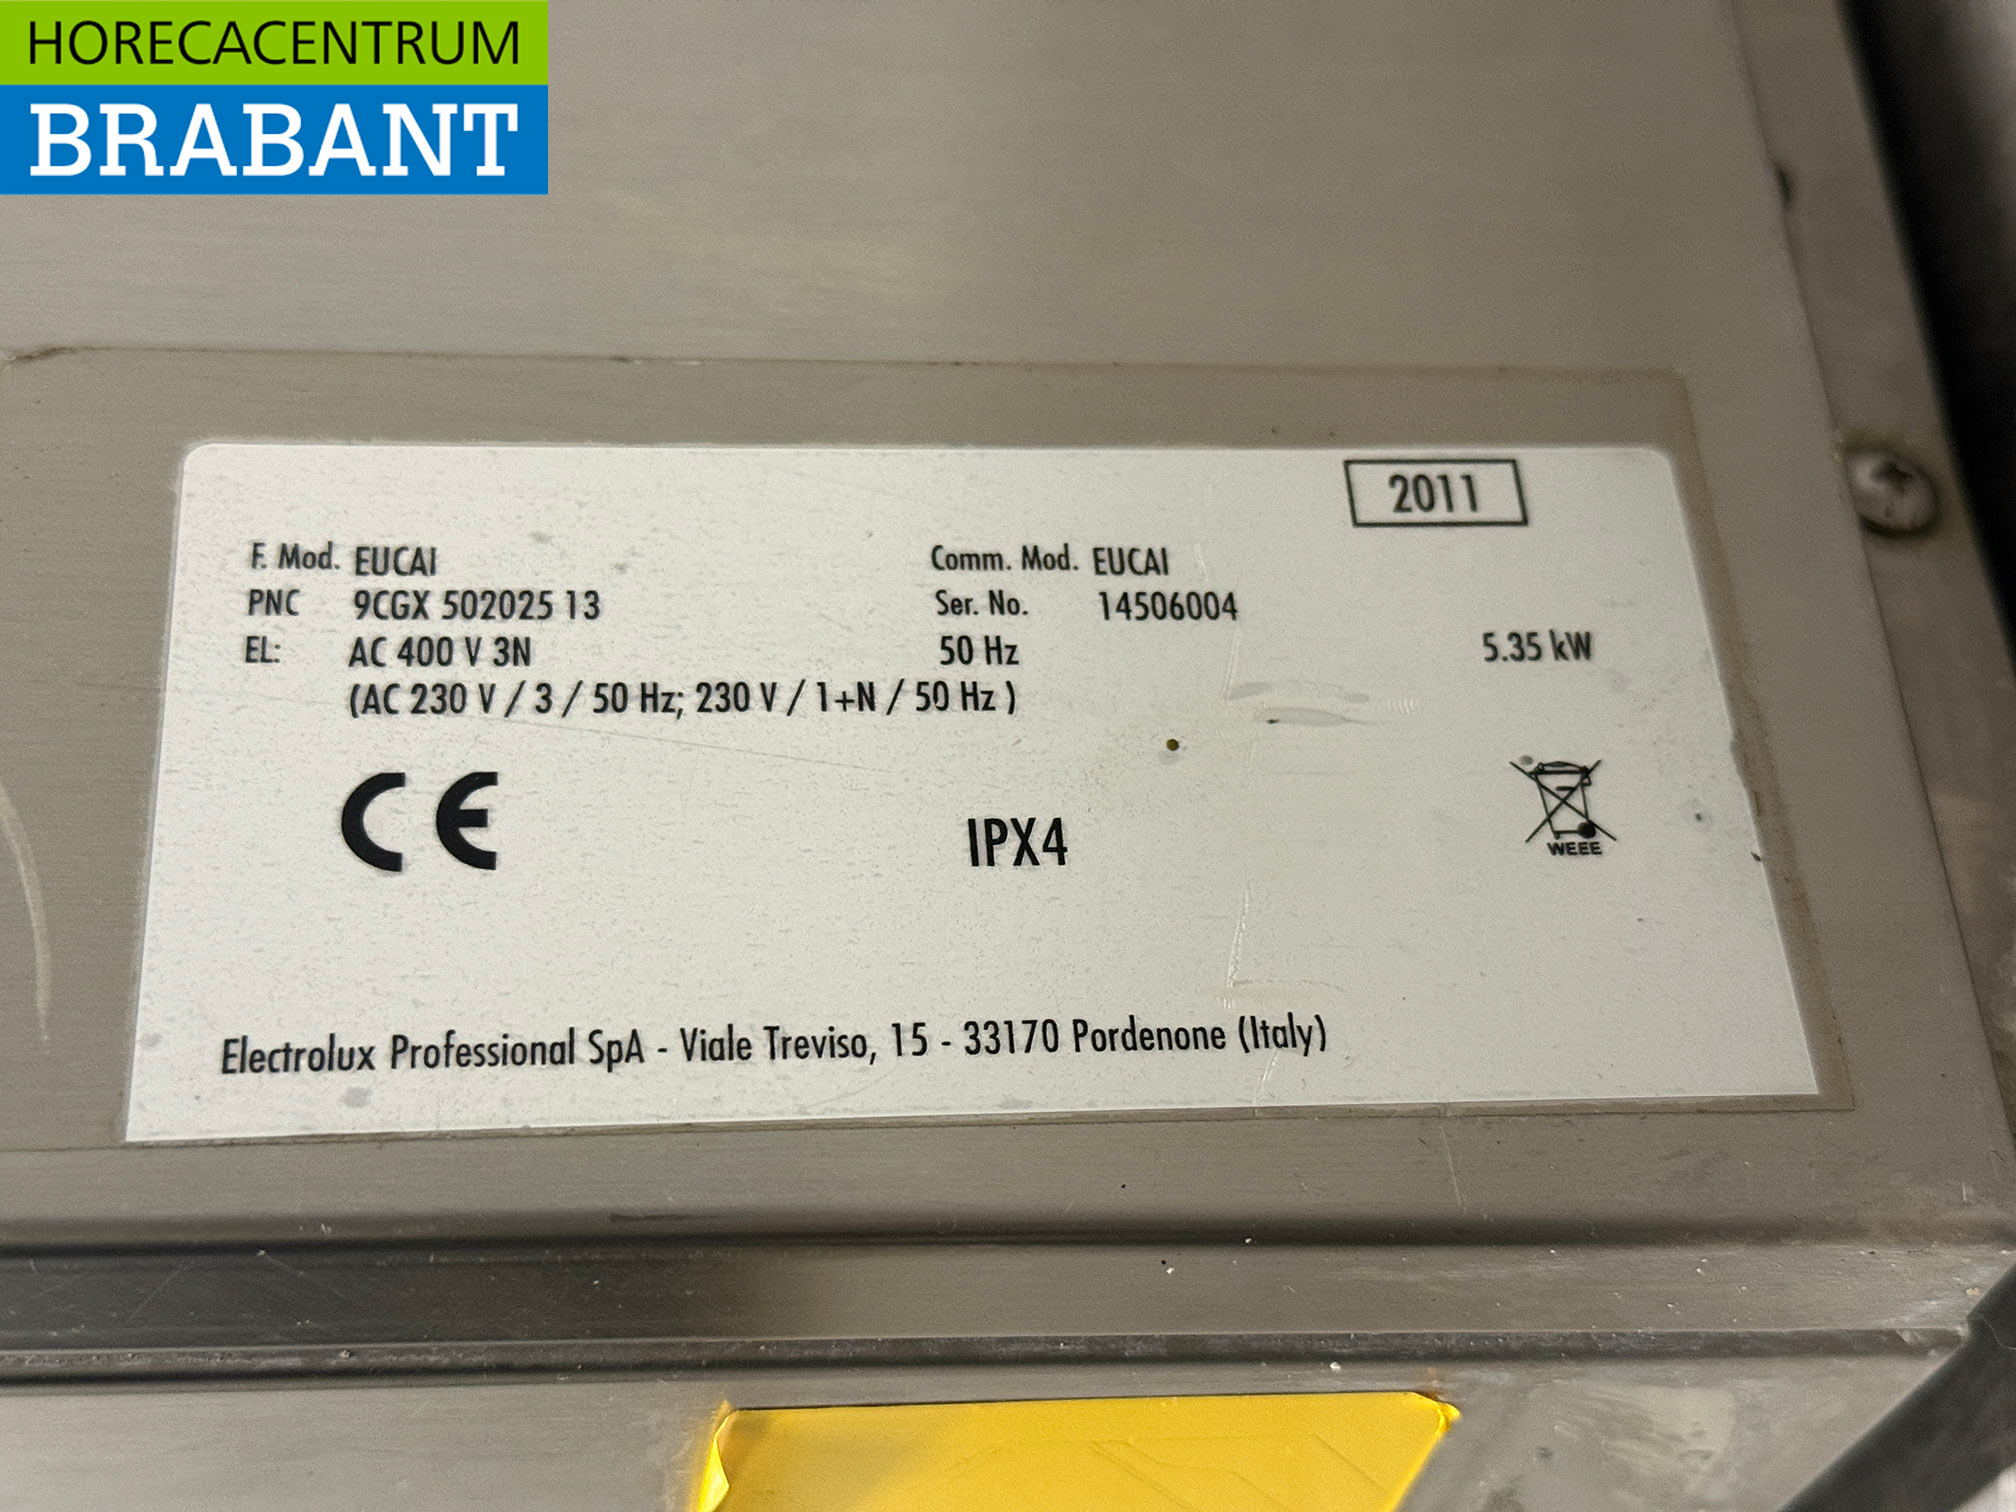 HORECACENTRUM
BRABANT
2011
F. Mod. EUCAI Comm. Mod. EUCAI
PNC 9CGX 502025 13 Ser. No. 14506004
EL: AC 400 V 3N 50 Hz 5.35 kW
(AC 230 V / 3 / 50 Hz; 230 V / 1+N / 50 Hz )
CE
IPX4
WEEE
Electrolux Professional SpA - Viale Treviso, 15 - 33170 Pordenone (Italy)